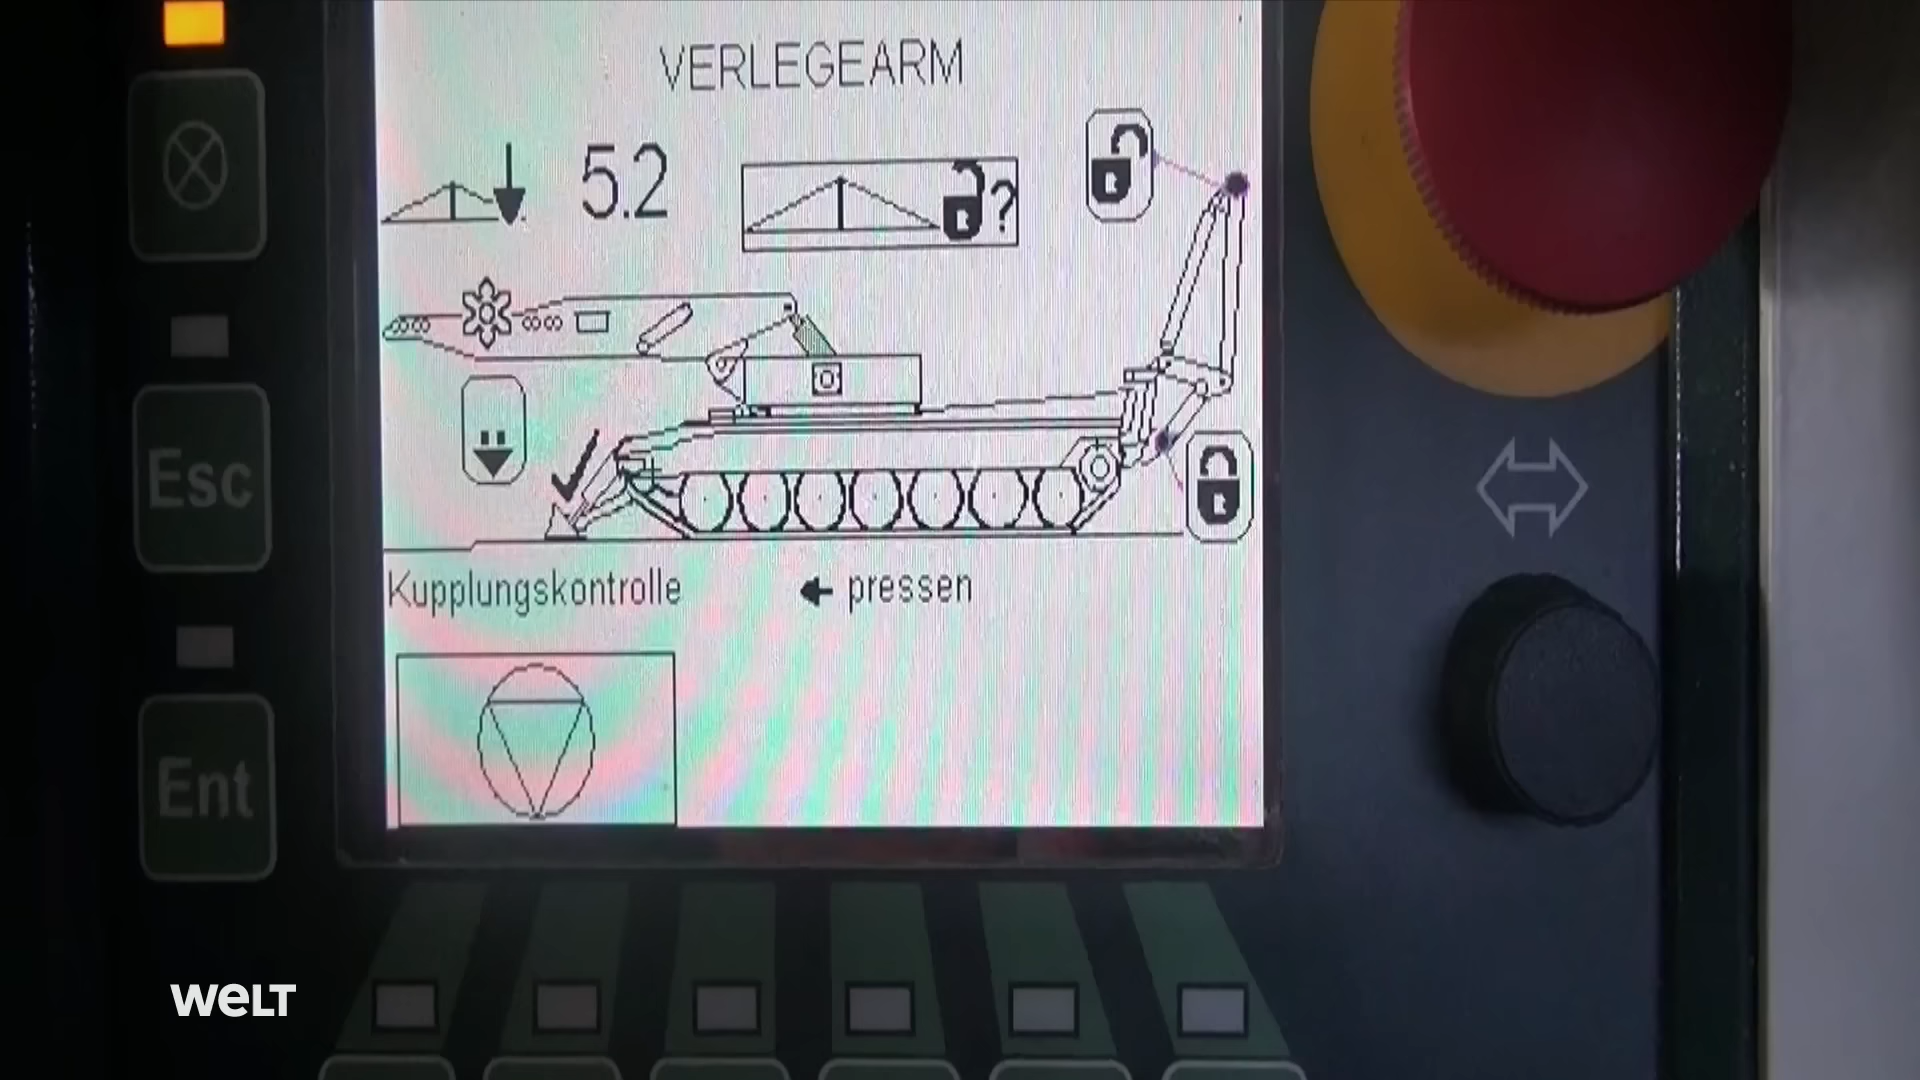 VERLEGEARM
5.2
?
Esc
Kupplungskontrolle
← pressen
Ent
WELT